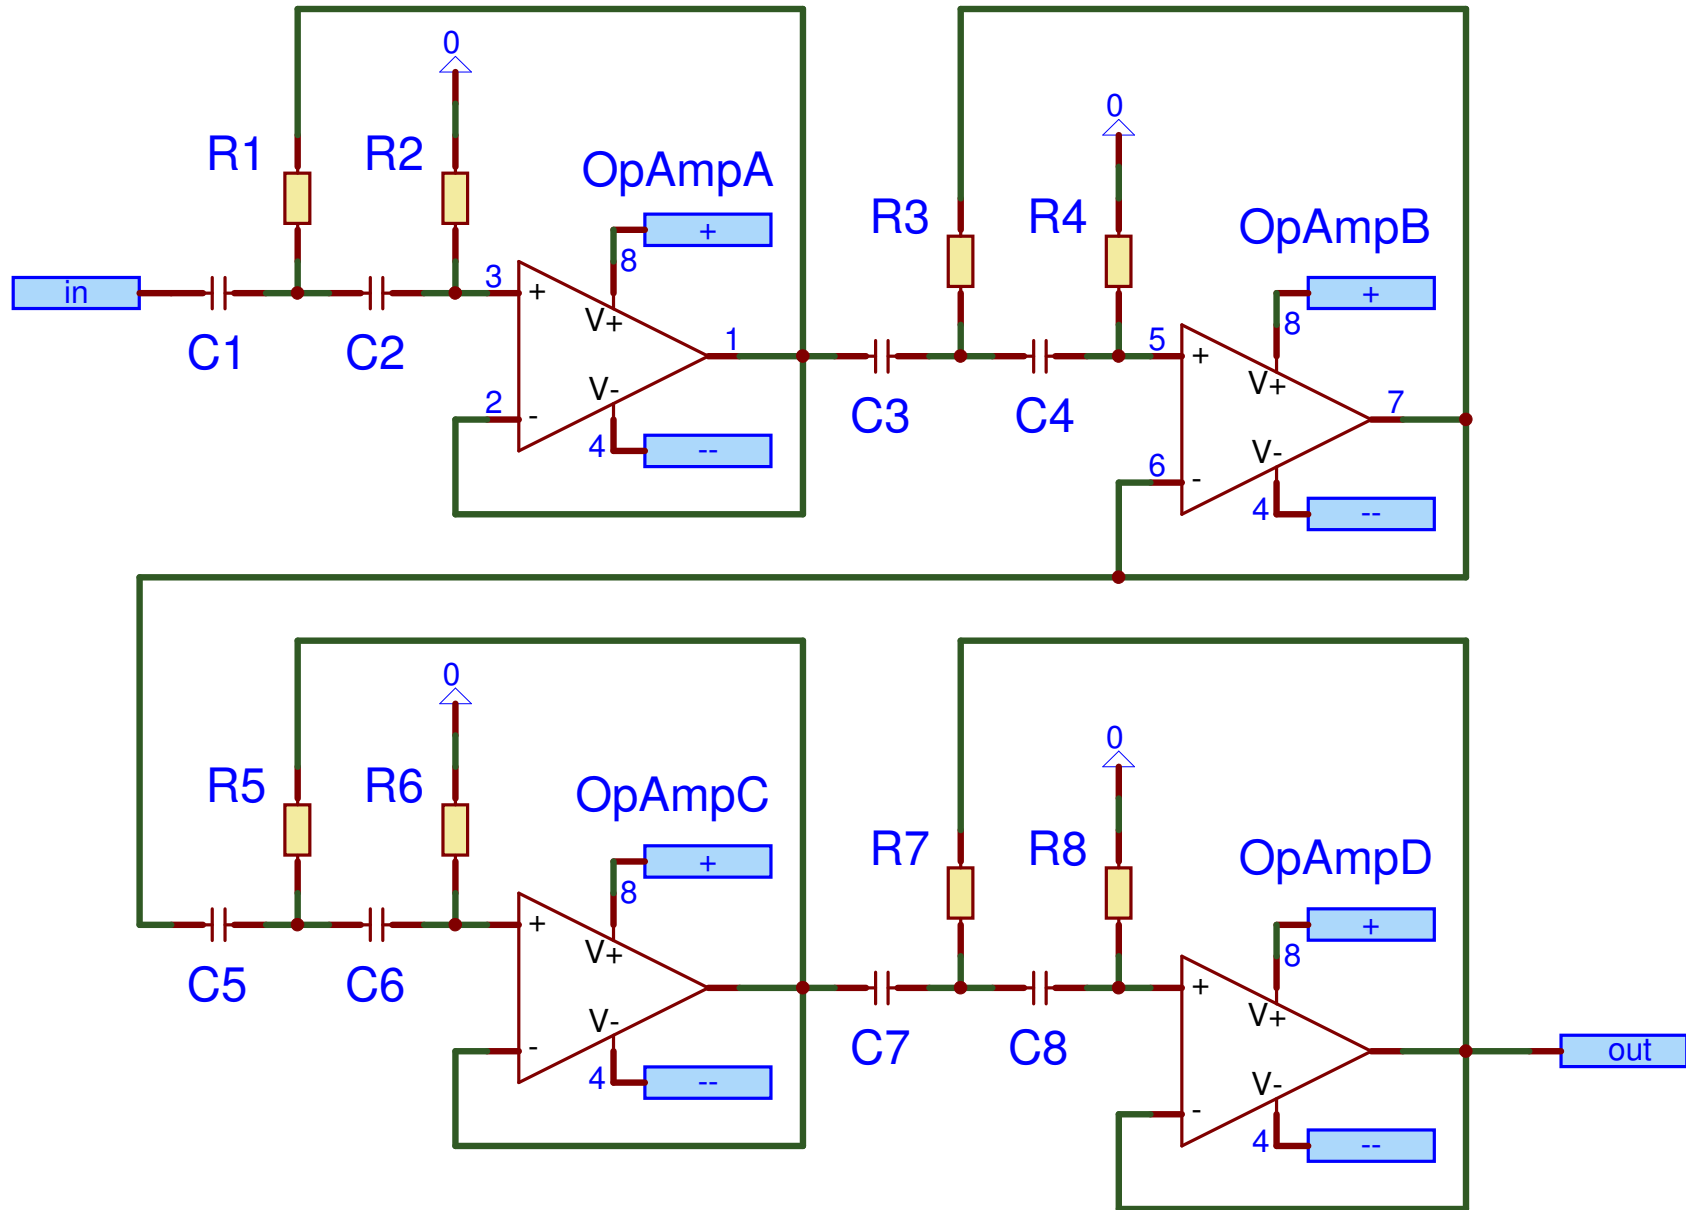 0
0
R1
R2
OpAmpA
R3
R4
OpAmpB
+
8
3
in
+
V+
+
8
C1
C2
1
5
+
V+
2
-
V-
C3
C4
7
4
--
6
-
V-
4
--
0
0
R5
R6
OpAmpC
R7
R8
OpAmpD
+
8
+
V+
+
8
C5
C6
+
V+
-
V-
C7
C8
out
4
--
-
V-
4
--